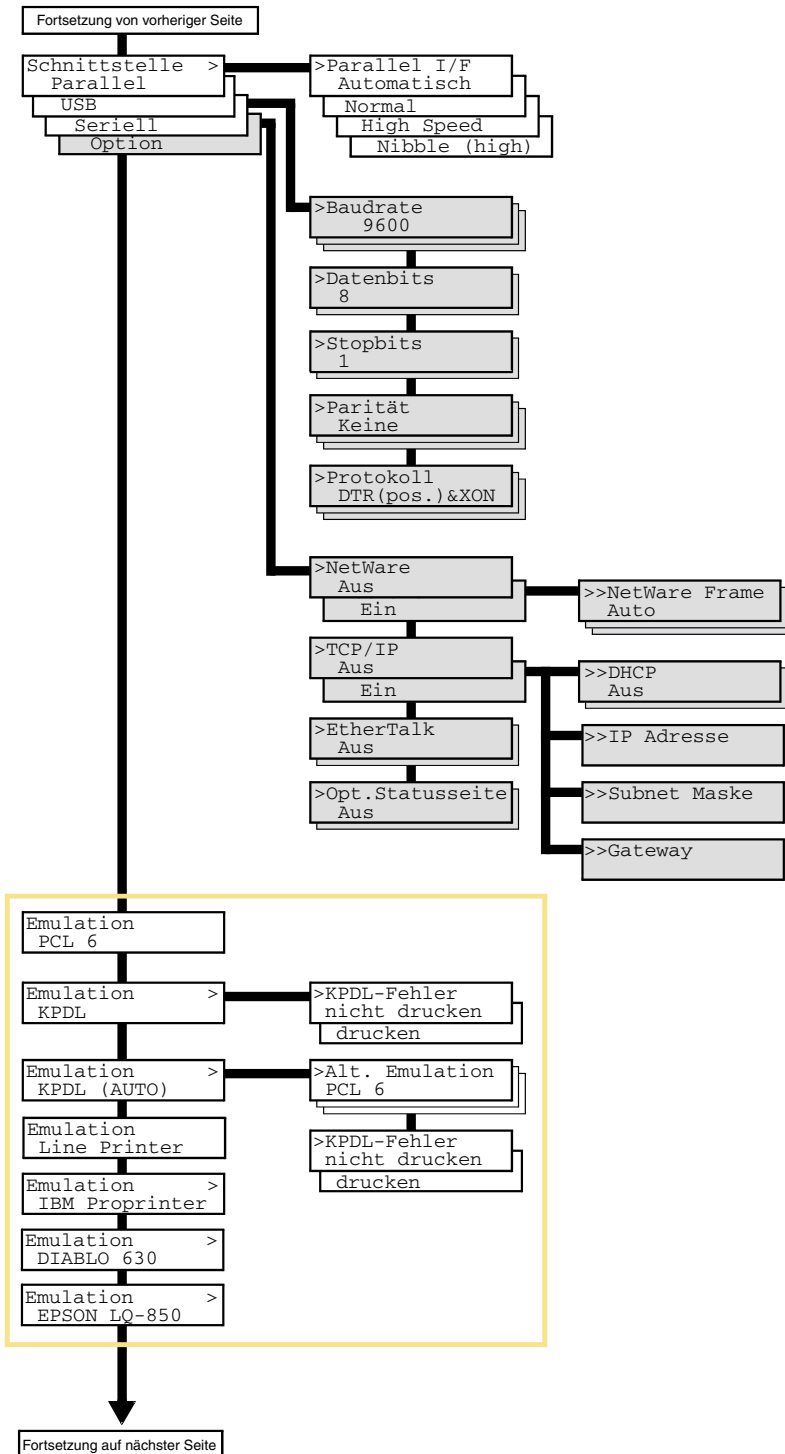 Fortsetzung von vorheriger Seite
Schnittstelle >
Parallel
USB
Seriell
Option
>Parallel I/F
Automatisch
Normal
High Speed
Nibble (high)
>Baudrate
9600
>Datenbits
8
>Stopbits
1
>Parität
Keine
>Protokoll
DTR(pos.)&XON
>NetWare
Aus
Ein
>>NetWare Frame
Auto
>TCP/IP
Aus
Ein
>>DHCP
Aus
>>IP Adresse
>>Subnet Maske
>>Gateway
>EtherTalk
Aus
>Opt.Statusseite
Aus
Emulation
PCL 6
Emulation >
KPDL
>KPDL-Fehler
nicht drucken
drucken
Emulation >
KPDL (AUTO)
>Alt. Emulation
PCL 6
>KPDL-Fehler
nicht drucken
drucken
Emulation
Line Printer
Emulation >
IBM Proprinter
Emulation >
DIABLO 630
Emulation >
EPSON LQ-850
Fortsetzung auf nächster Seite